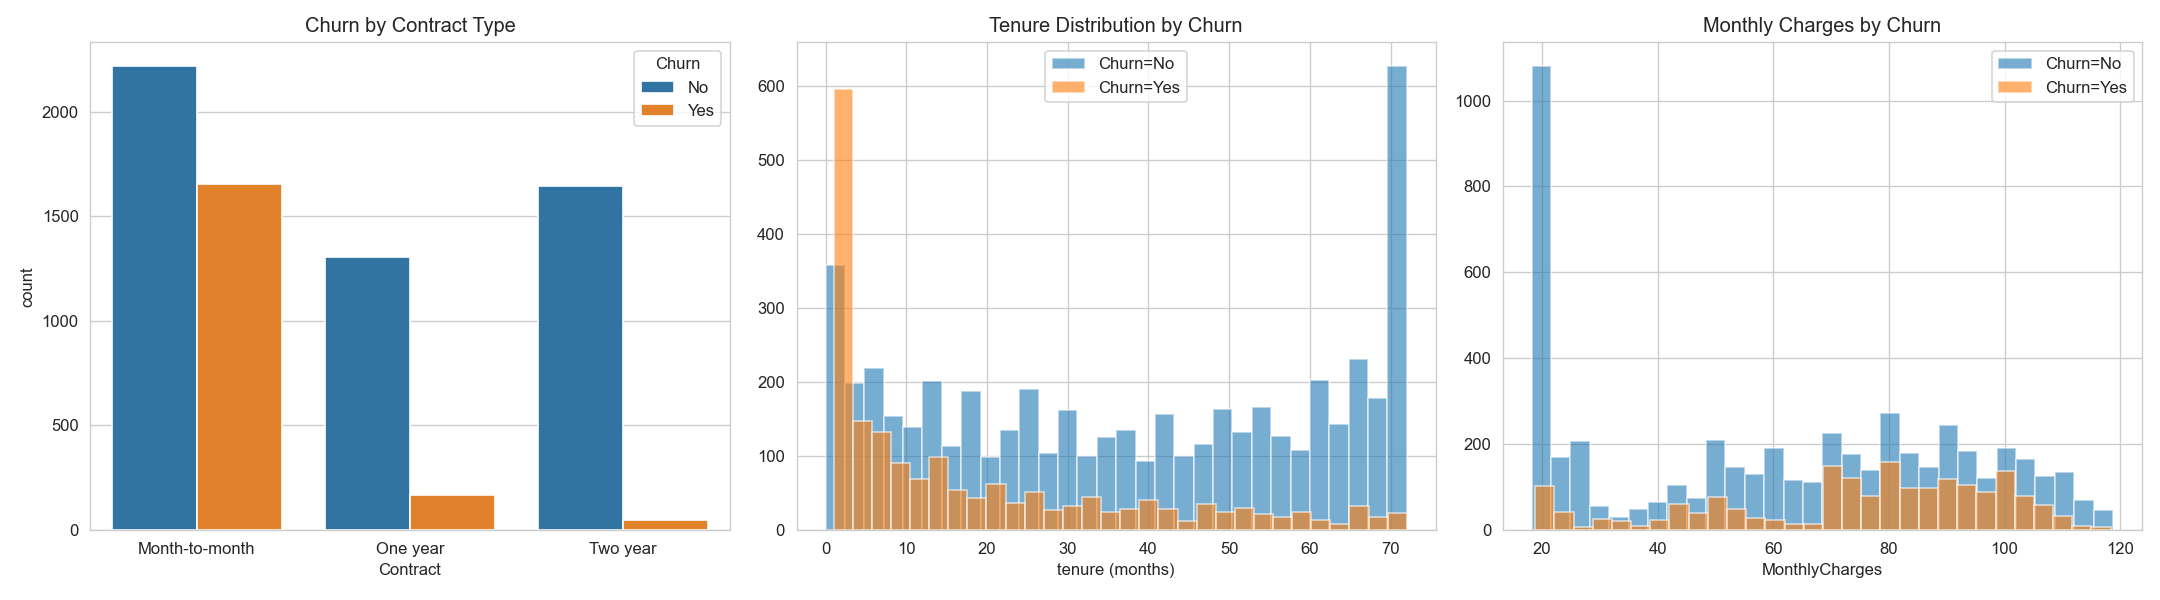 Churn by Contract Type
Churn
No
Yes
2000
1500
1000
500
0
count
Month-to-month
One year
Two year
Contract
Tenure Distribution by Churn
Churn=No
Churn=Yes
600
500
400
300
200
100
0
0
10
20
30
40
50
60
70
tenure (months)
Monthly Charges by Churn
Churn=No
Churn=Yes
1000
800
600
400
200
0
20
40
60
80
100
120
MonthlyCharges